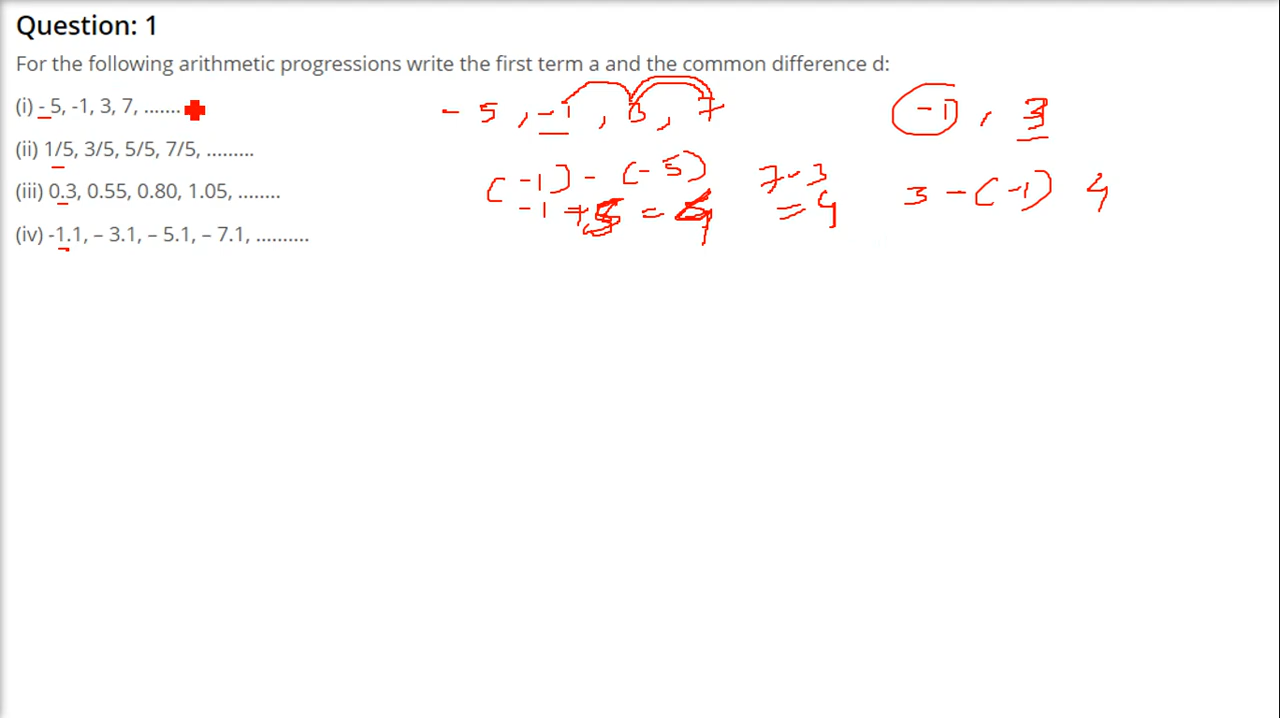 Question: 1
For the following arithmetic progressions write the first term a and the common difference d:
(i) - 5, -1, 3, 7, .......
- 5 , -1 , 3 , 7
-1 , 3
(ii) 1/5, 3/5, 5/5, 7/5, .........
(-1) - (-5)
7-3
(iii) 0.3, 0.55, 0.80, 1.05, ........
3 - (-1) 4
-1 +5 = 4
= 4
(iv) -1.1, – 3.1, – 5.1, – 7.1, ..........